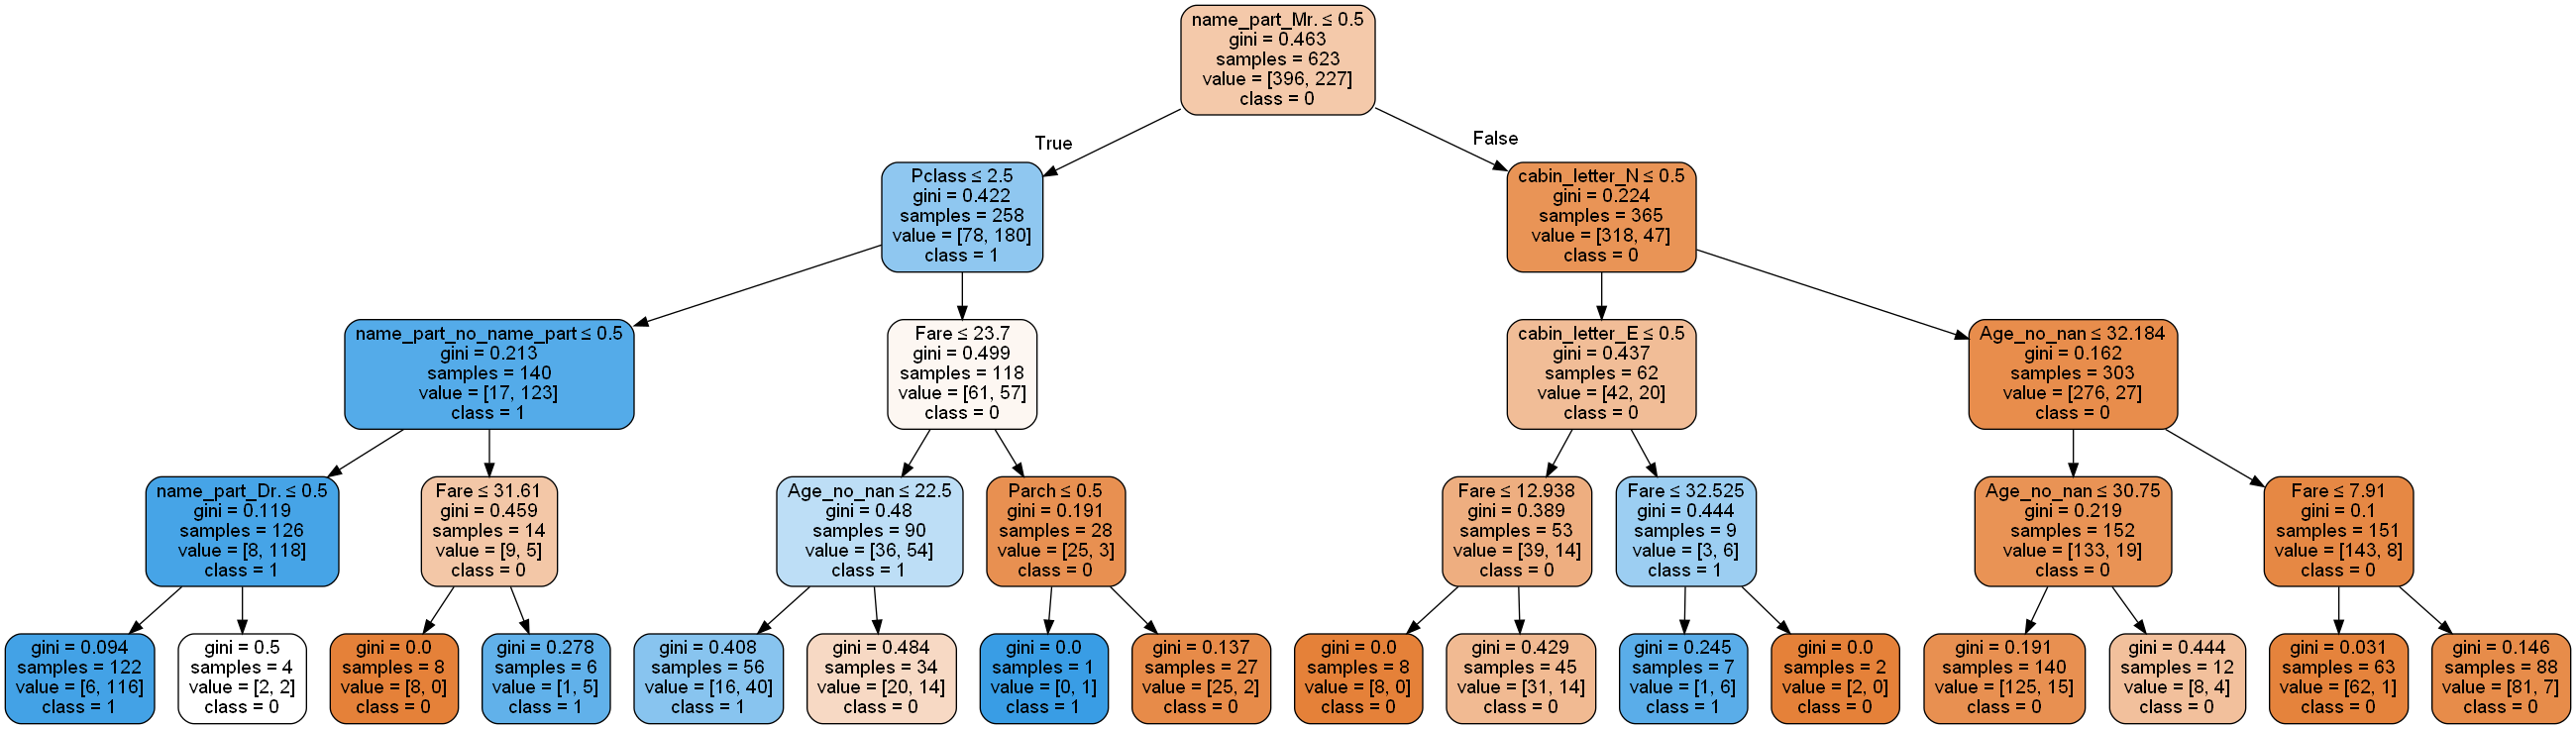 name_part_Mr. ≤ 0.5
gini = 0.463
samples = 623
value = [396, 227]
class = 0
True
False
Pclass ≤ 2.5
gini = 0.422
samples = 258
value = [78, 180]
class = 1
cabin_letter_N ≤ 0.5
gini = 0.224
samples = 365
value = [318, 47]
class = 0
name_part_no_name_part ≤ 0.5
gini = 0.213
samples = 140
value = [17, 123]
class = 1
Fare ≤ 23.7
gini = 0.499
samples = 118
value = [61, 57]
class = 0
cabin_letter_E ≤ 0.5
gini = 0.437
samples = 62
value = [42, 20]
class = 0
Age_no_nan ≤ 32.184
gini = 0.162
samples = 303
value = [276, 27]
class = 0
name_part_Dr. ≤ 0.5
gini = 0.119
samples = 126
value = [8, 118]
class = 1
Fare ≤ 31.61
gini = 0.459
samples = 14
value = [9, 5]
class = 0
Age_no_nan ≤ 22.5
gini = 0.48
samples = 90
value = [36, 54]
class = 1
Parch ≤ 0.5
gini = 0.191
samples = 28
value = [25, 3]
class = 0
Fare ≤ 12.938
gini = 0.389
samples = 53
value = [39, 14]
class = 0
Fare ≤ 32.525
gini = 0.444
samples = 9
value = [3, 6]
class = 1
Age_no_nan ≤ 30.75
gini = 0.219
samples = 152
value = [133, 19]
class = 0
Fare ≤ 7.91
gini = 0.1
samples = 151
value = [143, 8]
class = 0
gini = 0.094
samples = 122
value = [6, 116]
class = 1
gini = 0.5
samples = 4
value = [2, 2]
class = 0
gini = 0.0
samples = 8
value = [8, 0]
class = 0
gini = 0.278
samples = 6
value = [1, 5]
class = 1
gini = 0.408
samples = 56
value = [16, 40]
class = 1
gini = 0.484
samples = 34
value = [20, 14]
class = 0
gini = 0.0
samples = 1
value = [0, 1]
class = 1
gini = 0.137
samples = 27
value = [25, 2]
class = 0
gini = 0.0
samples = 8
value = [8, 0]
class = 0
gini = 0.429
samples = 45
value = [31, 14]
class = 0
gini = 0.245
samples = 7
value = [1, 6]
class = 1
gini = 0.0
samples = 2
value = [2, 0]
class = 0
gini = 0.191
samples = 140
value = [125, 15]
class = 0
gini = 0.444
samples = 12
value = [8, 4]
class = 0
gini = 0.031
samples = 63
value = [62, 1]
class = 0
gini = 0.146
samples = 88
value = [81, 7]
class = 0